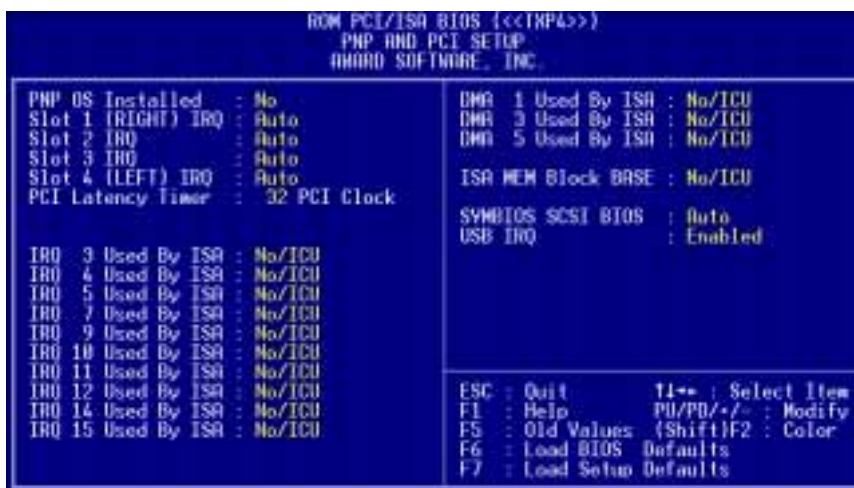 ROM PCI/ISA BIOS (<<TXP4>>)
PNP AND PCI SETUP
AWARD SOFTWARE, INC.
PNP OS Installed : No
Slot 1 (RIGHT) IRQ : Auto
Slot 2 IRQ : Auto
Slot 3 IRQ : Auto
Slot 4 (LEFT) IRQ : Auto
PCI Latency Timer : 32 PCI Clock
IRQ 3 Used By ISA : No/ICU
IRQ 4 Used By ISA : No/ICU
IRQ 5 Used By ISA : No/ICU
IRQ 7 Used By ISA : No/ICU
IRQ 9 Used By ISA : No/ICU
IRQ 10 Used By ISA : No/ICU
IRQ 11 Used By ISA : No/ICU
IRQ 12 Used By ISA : No/ICU
IRQ 14 Used By ISA : No/ICU
IRQ 15 Used By ISA : No/ICU
DMA 1 Used By ISA : No/ICU
DMA 3 Used By ISA : No/ICU
DMA 5 Used By ISA : No/ICU
ISA MEM Block BASE : No/ICU
SYMBIOS SCSI BIOS : Auto
USB IRQ : Enabled
ESC : Quit ↑↓→← : Select Item
F1 : Help PU/PD/+/- : Modify
F5 : Old Values (Shift)F2 : Color
F6 : Load BIOS Defaults
F7 : Load Setup Defaults